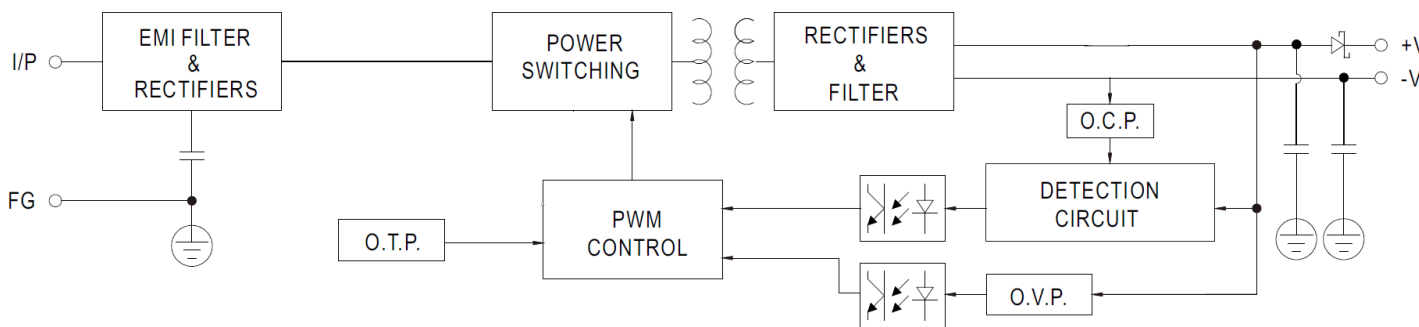 I/P
EMI FILTER
&
RECTIFIERS
POWER
SWITCHING
RECTIFIERS
&
FILTER
+V
-V
O.C.P.
FG
O.T.P.
PWM
CONTROL
DETECTION
CIRCUIT
O.V.P.